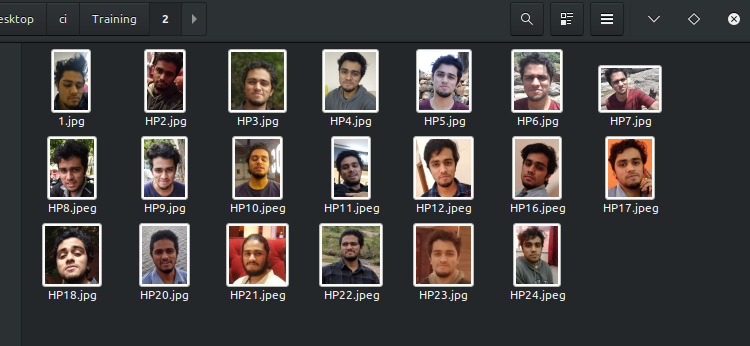 esktop ci Training 2
1.jpg HP2.jpg HP3.jpg HP4.jpg HP5.jpg HP6.jpg HP7.jpg
HP8.jpeg HP9.jpg HP10.jpeg HP11.jpeg HP12.jpeg HP16.jpeg HP17.jpeg
HP18.jpg HP20.jpg HP21.jpeg HP22.jpeg HP23.jpg HP24.jpeg